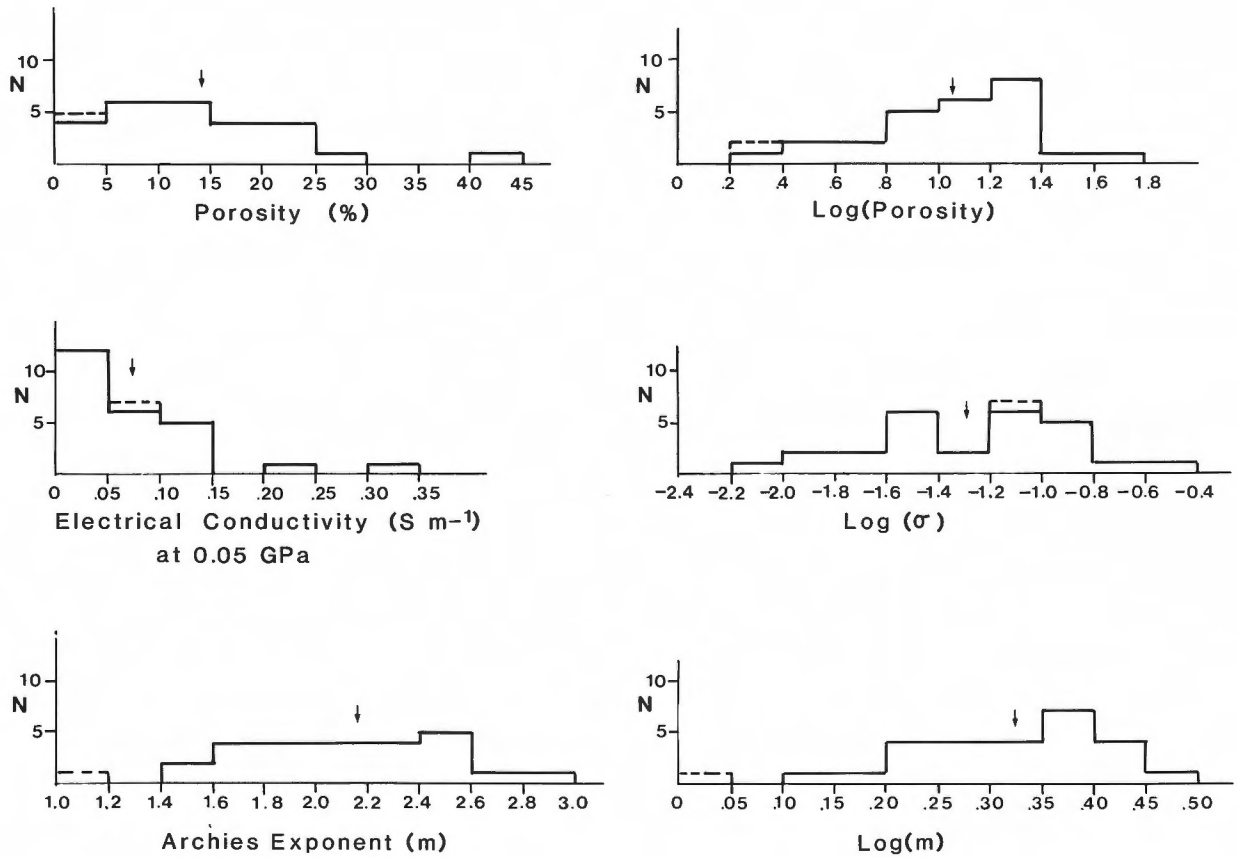 10
N
5
0 5 10 15 20 25 30 35 40 45
Porosity (%)
10
N
5
0 .2 .4 .6 .8 1.0 1.2 1.4 1.6 1.8
Log(Porosity)
10
N
5
0 .05 .10 .15 .20 .25 .30 .35
Electrical Conductivity (S m-1)
at 0.05 GPa
10
N
5
-2.4 -2.2 -2.0 -1.8 -1.6 -1.4 -1.2 -1.0 -0.8 -0.6 -0.4
Log (σ)
10
N
5
1.0 1.2 1.4 1.6 1.8 2.0 2.2 2.4 2.6 2.8 3.0
Archies Exponent (m)
10
N
5
0 .05 .10 .15 .20 .25 .30 .35 .40 .45 .50
Log(m)